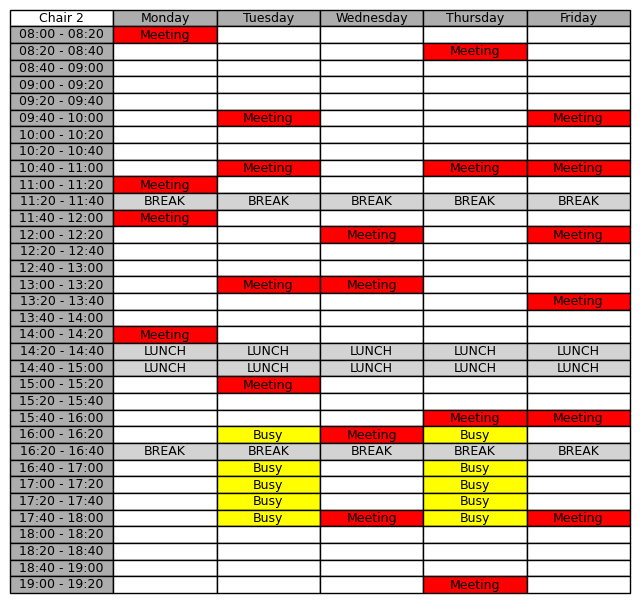 Chair 2 Monday Tuesday Wednesday Thursday Friday
08:00 - 08:20 Meeting
08:20 - 08:40 Meeting
08:40 - 09:00
09:00 - 09:20
09:20 - 09:40
09:40 - 10:00 Meeting Meeting
10:00 - 10:20
10:20 - 10:40
10:40 - 11:00 Meeting Meeting Meeting
11:00 - 11:20 Meeting
11:20 - 11:40 BREAK BREAK BREAK BREAK BREAK
11:40 - 12:00 Meeting
12:00 - 12:20 Meeting Meeting
12:20 - 12:40
12:40 - 13:00
13:00 - 13:20 Meeting Meeting
13:20 - 13:40 Meeting
13:40 - 14:00
14:00 - 14:20 Meeting
14:20 - 14:40 LUNCH LUNCH LUNCH LUNCH LUNCH
14:40 - 15:00 LUNCH LUNCH LUNCH LUNCH LUNCH
15:00 - 15:20 Meeting
15:20 - 15:40
15:40 - 16:00 Meeting Meeting
16:00 - 16:20 Busy Meeting Busy
16:20 - 16:40 BREAK BREAK BREAK BREAK BREAK
16:40 - 17:00 Busy Busy
17:00 - 17:20 Busy Busy
17:20 - 17:40 Busy Busy
17:40 - 18:00 Busy Meeting Busy Meeting
18:00 - 18:20
18:20 - 18:40
18:40 - 19:00
19:00 - 19:20 Meeting